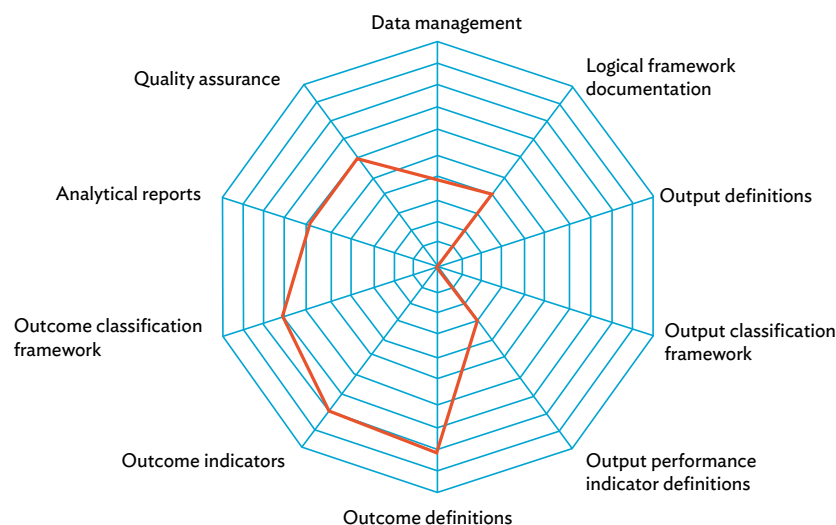 Data management
Logical framework
documentation
Output definitions
Output classification
framework
Output performance
indicator definitions
Outcome definitions
Outcome indicators
Outcome classification
framework
Analytical reports
Quality assurance